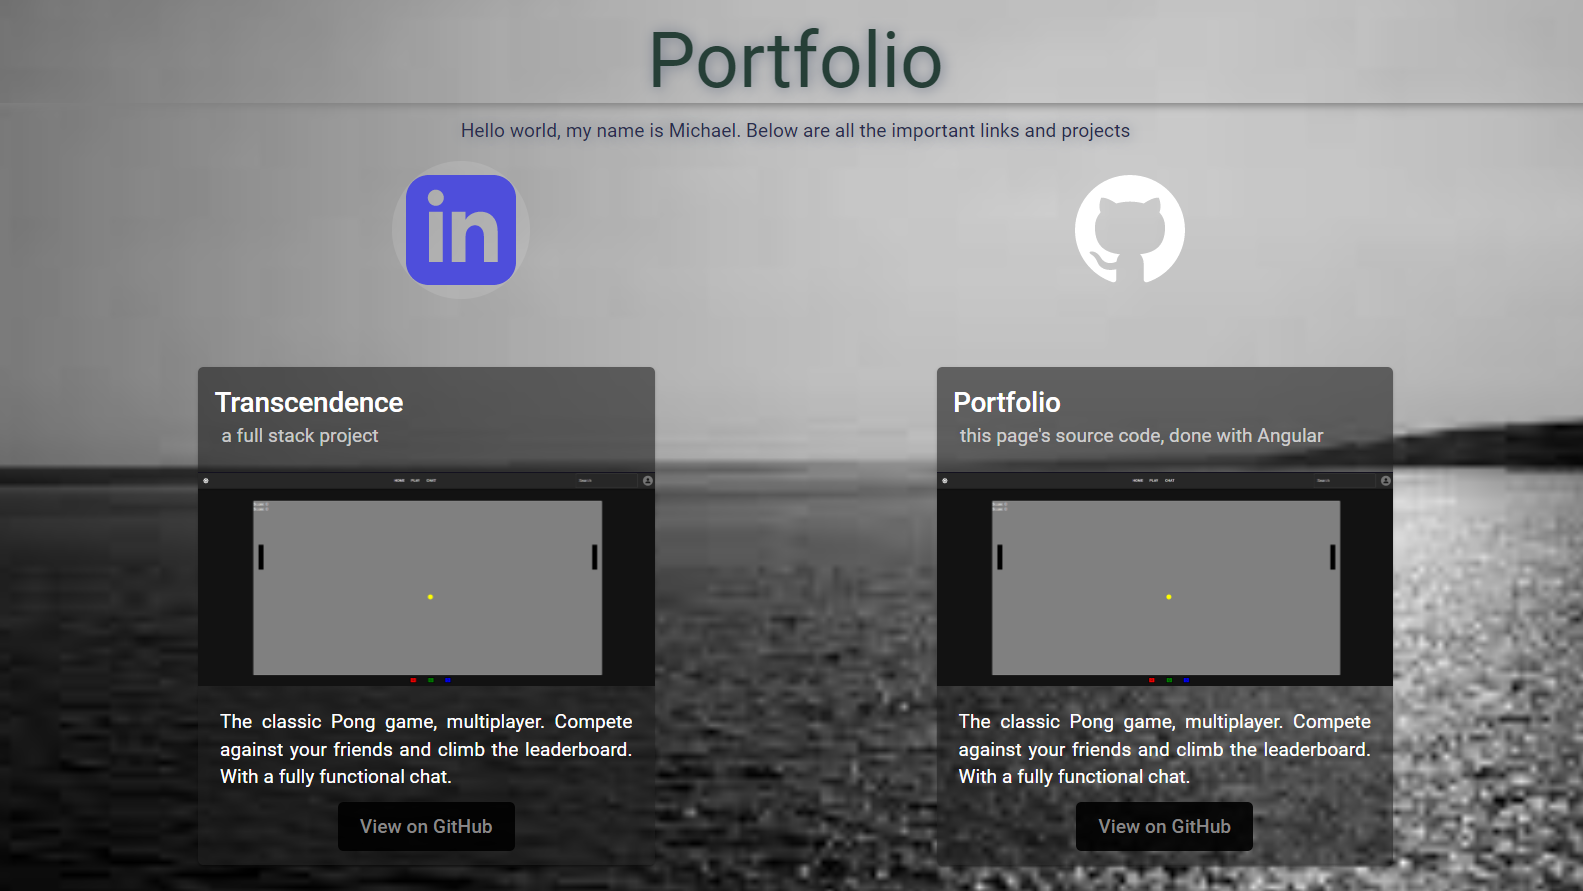 Portfolio
Hello world, my name is Michael. Below are all the important links and projects
in
Transcendence
a full stack project
HOME PLAY CHAT
The classic Pong game, multiplayer. Compete
against your friends and climb the leaderboard.
With a fully functional chat.
View on GitHub
Portfolio
this page's source code, done with Angular
HOME PLAY CHAT
The classic Pong game, multiplayer. Compete
against your friends and climb the leaderboard.
With a fully functional chat.
View on GitHub